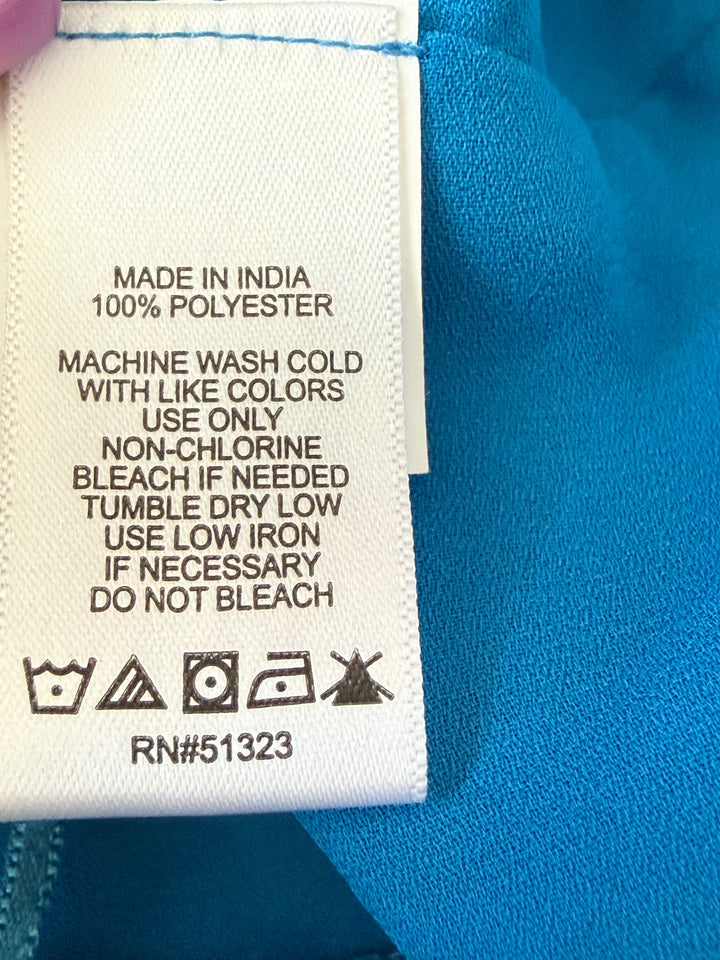 MADE IN INDIA
100% POLYESTER
MACHINE WASH COLD
WITH LIKE COLORS
USE ONLY
NON-CHLORINE
BLEACH IF NEEDED
TUMBLE DRY LOW
USE LOW IRON
IF NECESSARY
DO NOT BLEACH
RN#51323